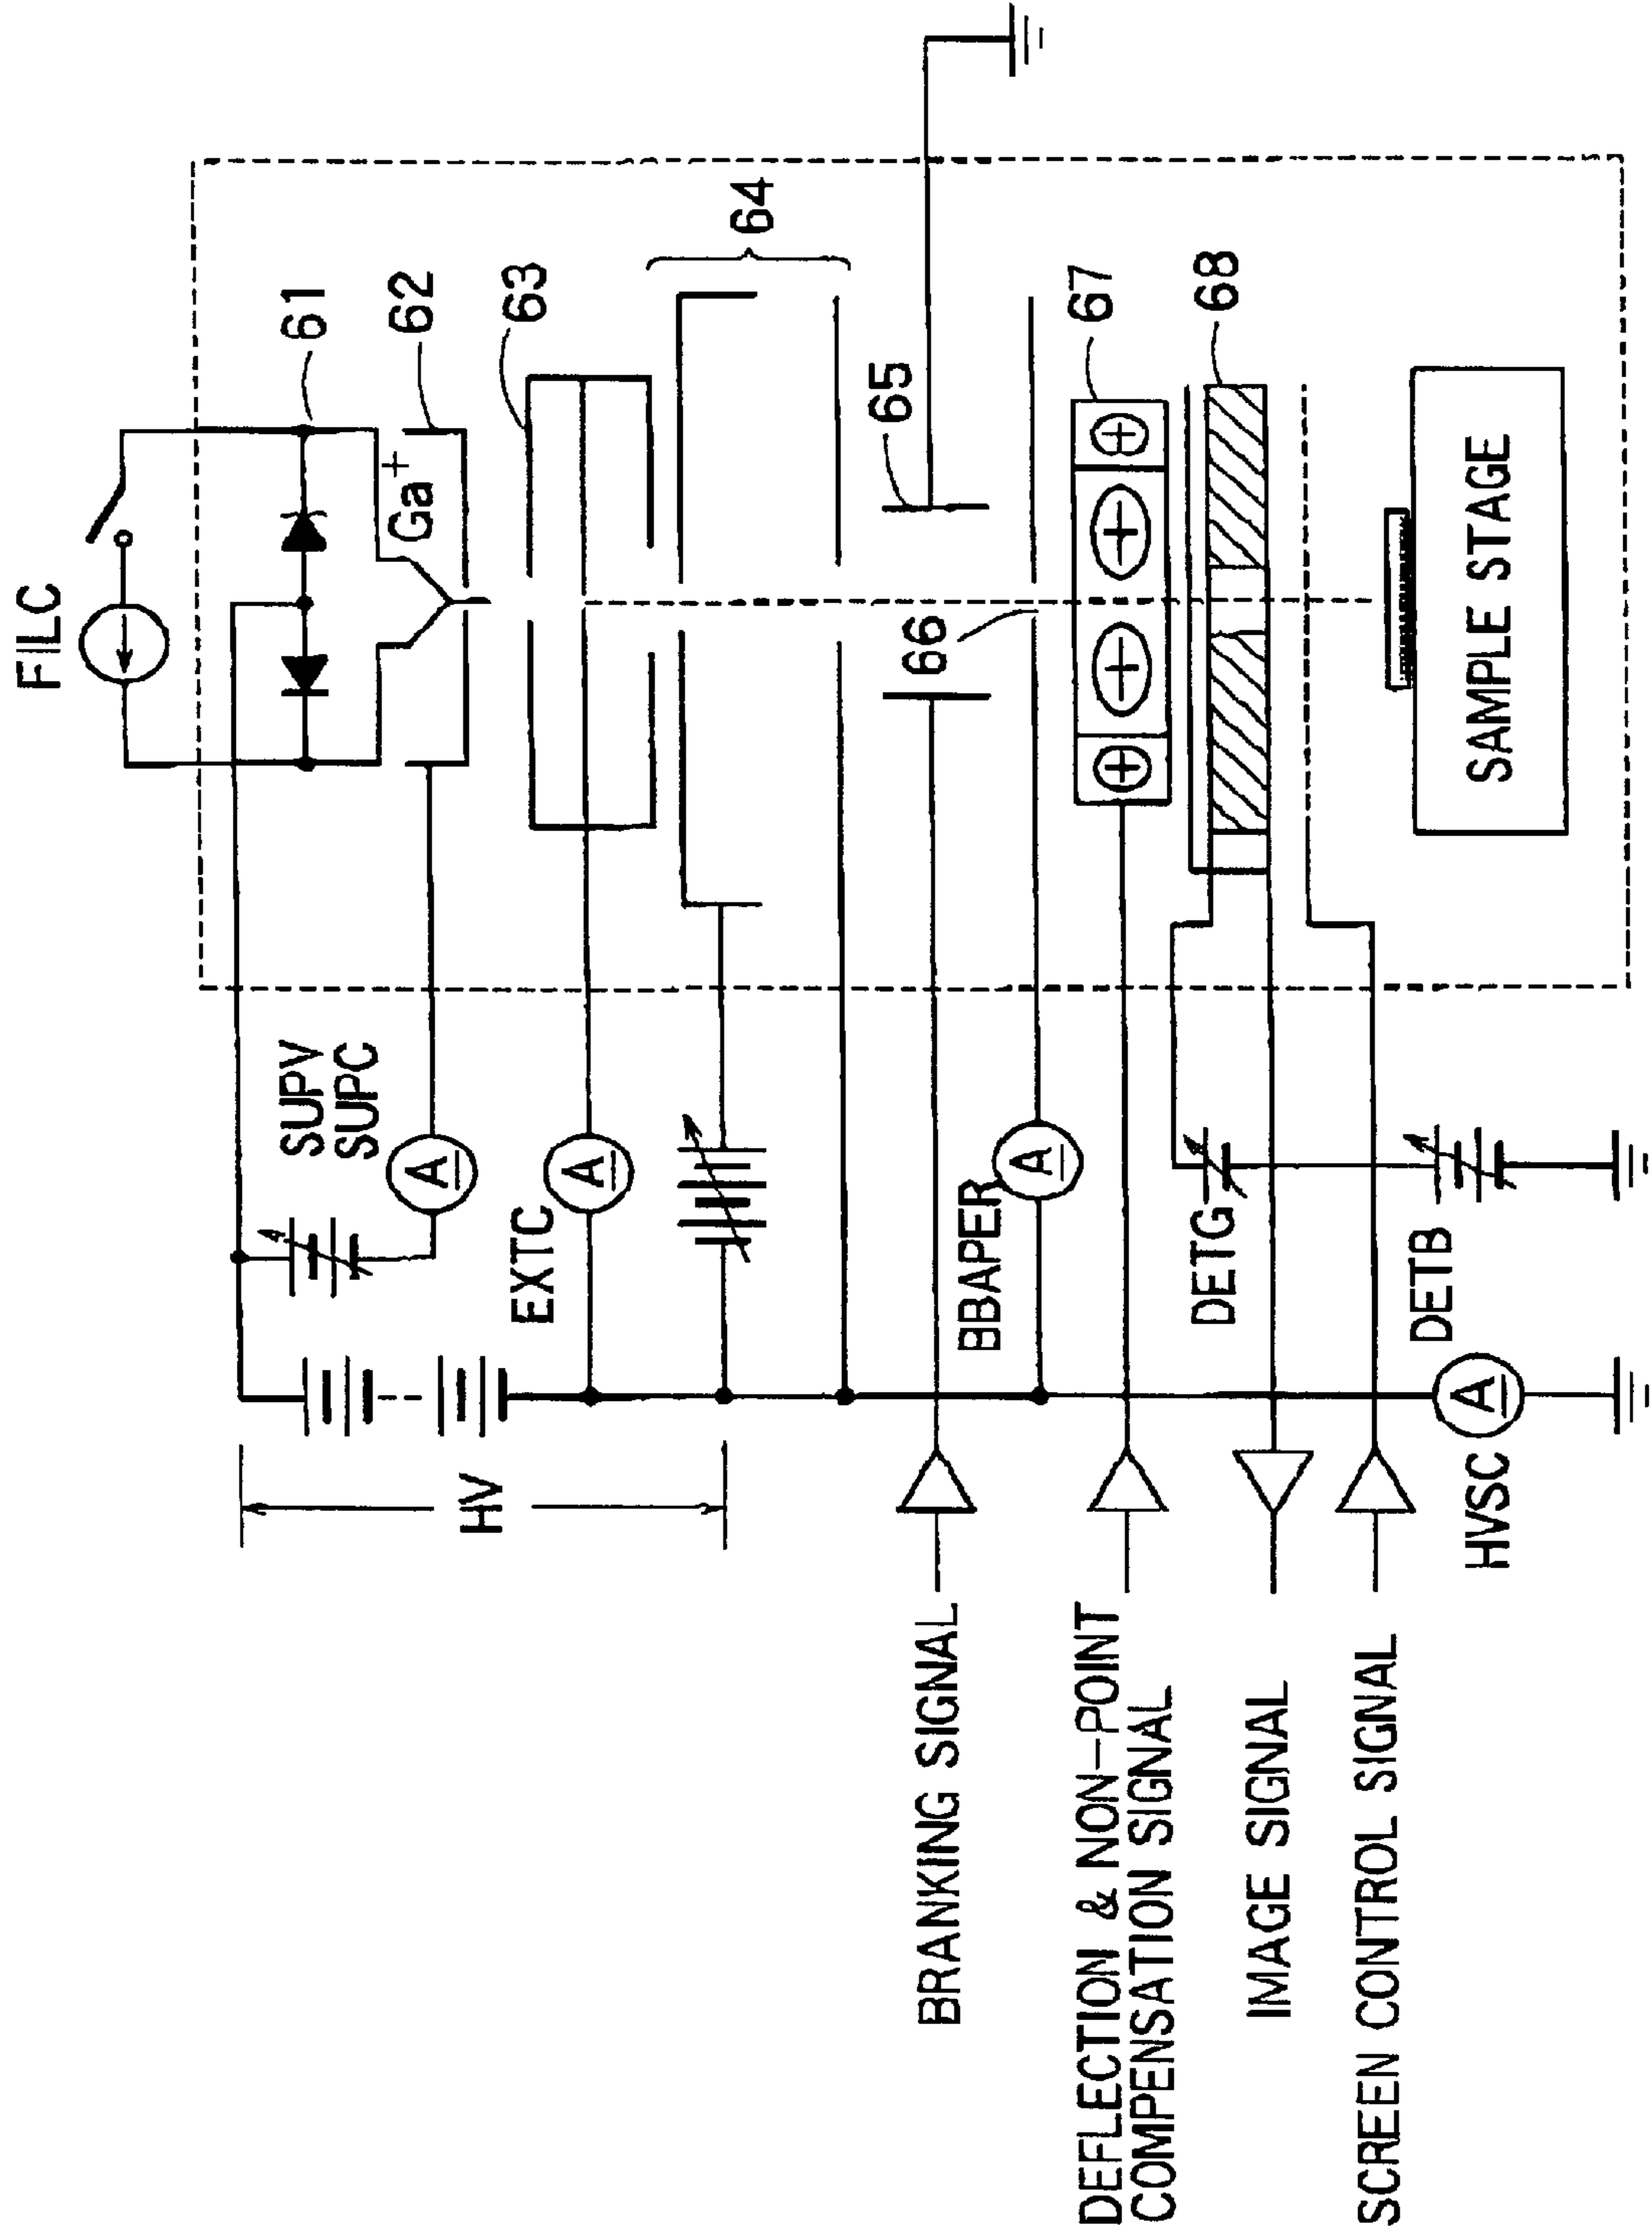 FILC
61
Ga+
62
63
64
65
66
67
68
SAMPLE STAGE
SUPV
SUPC
A
EXTC
A
BBAPER
A
DETG
DETB
HV
HVSC
A
BRANKING SIGNAL
DEFLECTION & NON-POINT
COMPENSATION SIGNAL
IMAGE SIGNAL
SCREEN CONTROL SIGNAL